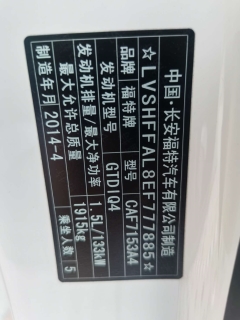 中国·长安福特汽车有限公司制造
☆LVSHFFAL8EF777885☆
品牌 福特牌 型号 CAF7153A4
发动机型号 GTDIQ4
发动机排量/最大净功率 1.5L/133kW
最大允许总质量 1915kg
制造年月 2014-4 乘坐人数 5